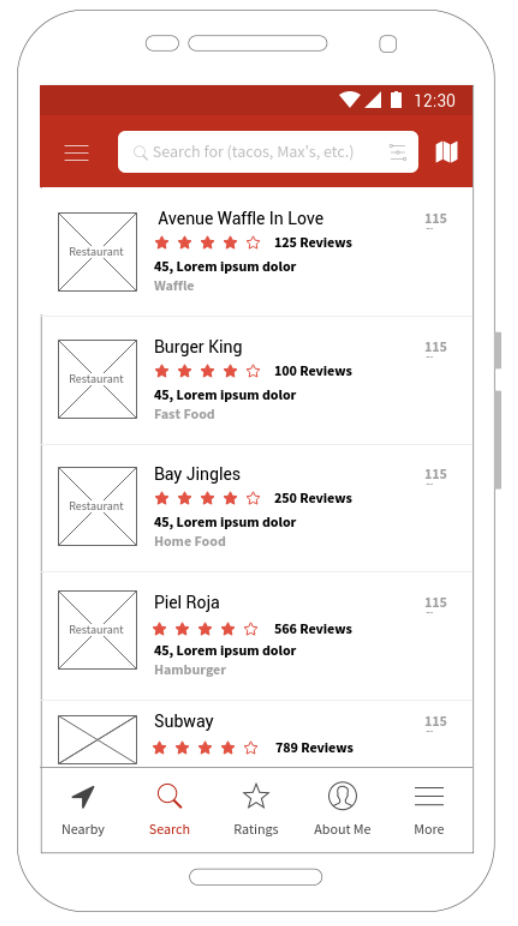 12:30
Search for (tacos, Max's, etc.)
Avenue Waffle In Love 115
Restaurant
125 Reviews
45, Lorem ipsum dolor
Waffle
Burger King 115
Restaurant
100 Reviews
45, Lorem ipsum dolor
Fast Food
Bay Jingles 115
Restaurant
250 Reviews
45, Lorem ipsum dolor
Home Food
Piel Roja 115
Restaurant
566 Reviews
45, Lorem ipsum dolor
Hamburger
Subway 115
789 Reviews
Nearby Search Ratings About Me More